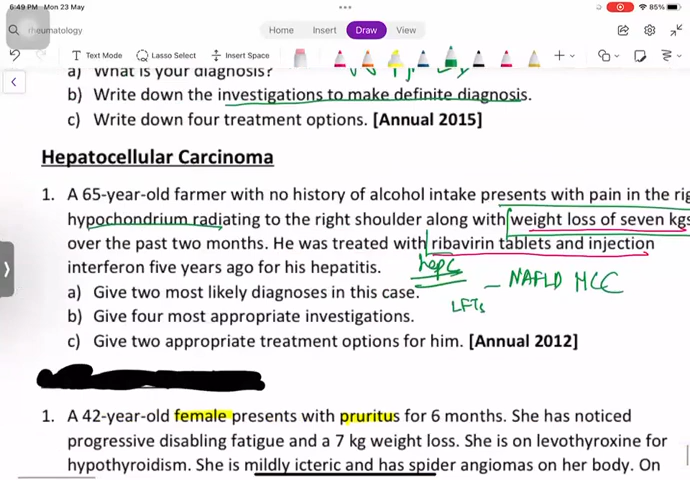 6:49 PM Mon 23 May
85%
rheumatology
Home Insert Draw View
Text Mode Lasso Select Insert Space
a) What is your diagnosis?
b) Write down the investigations to make definite diagnosis.
c) Write down four treatment options. [Annual 2015]
Hepatocellular Carcinoma
1. A 65-year-old farmer with no history of alcohol intake presents with pain in the rig
hypochondrium radiating to the right shoulder along with weight loss of seven kgs
over the past two months. He was treated with ribavirin tablets and injection
interferon five years ago for his hepatitis.
hepC
a) Give two most likely diagnoses in this case. – NAFLD HCC
LFTs
b) Give four most appropriate investigations.
c) Give two appropriate treatment options for him. [Annual 2012]
1. A 42-year-old female presents with pruritus for 6 months. She has noticed
progressive disabling fatigue and a 7 kg weight loss. She is on levothyroxine for
hypothyroidism. She is mildly icteric and has spider angiomas on her body. On